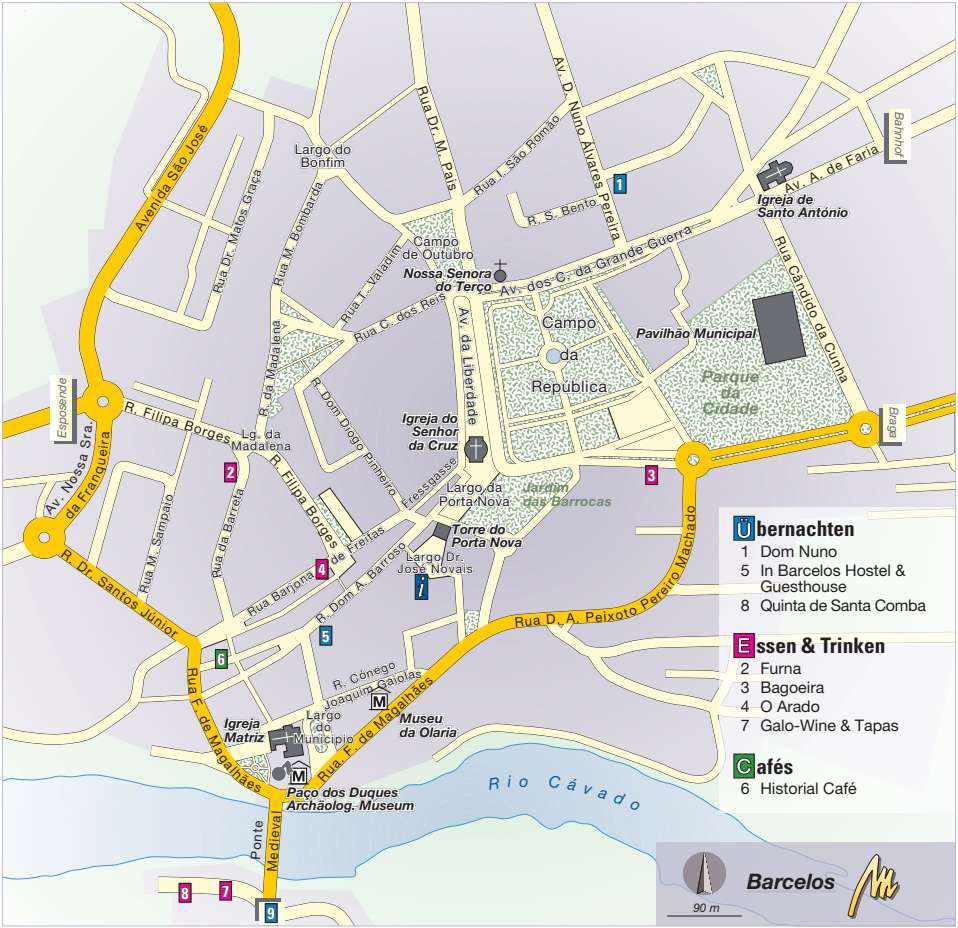 Avenida São José
Largo do
Bonfim
Rua Dr. M. Pais
Av. D. Nuno Álvares Pereira
Rua I. São Romão
Bahnhof
Av. A. de Faria
Igreja de
Santo António
1
R. S. Bento
Rua Dr. Matos Graça
Rua M. Bombarda
Campo
de Outubro
Rua T. Valadim
Nossa Senora
do Terço
Av. dos C. da Grande Guerra
Rua C. dos Reis
Rua Cândido da Cunha
Pavilhão Municipal
Campo
da
República
Parque
da
Cidade
Av. da Liberdade
R. da Madalena
R. Dom Diogo Pinheiro
Esposende
R. Filipa Borges
Lg. da
Madalena
Igreja do
Senhor
da Cruz
Braga
Av. Nossa Sra.
da Franqueira
2
R. Filipa Borges
Fressgasse
Largo da
Porta Nova
Jardim
das Barrocas
3
Rua M. Sampaio
Rua da Barreta
Torre do
Porta Nova
Largo Dr.
José Novais
i
R. Dr. Santos Júnior
Rua Barjona de Freitas
4
R. Dom A. Barroso
5
6
Rua D. A. Peixoto Pereiro Machado
R. Cónego
Joaquim Gaiolas
M
Museu
da Olaria
Rua F. de Magalhães
Igreja
Matriz
Largo
do
Município
Rua. F. de Magalhães
M
Paço dos Duques
Archäolog. Museum
Rio Cávado
Ponte
Medieval
8
7
9
Übernachten
1 Dom Nuno
5 In Barcelos Hostel &
Guesthouse
8 Quinta de Santa Comba
Essen & Trinken
2 Furna
3 Bagoeira
4 O Arado
7 Galo-Wine & Tapas
Cafés
6 Historial Café
90 m
Barcelos